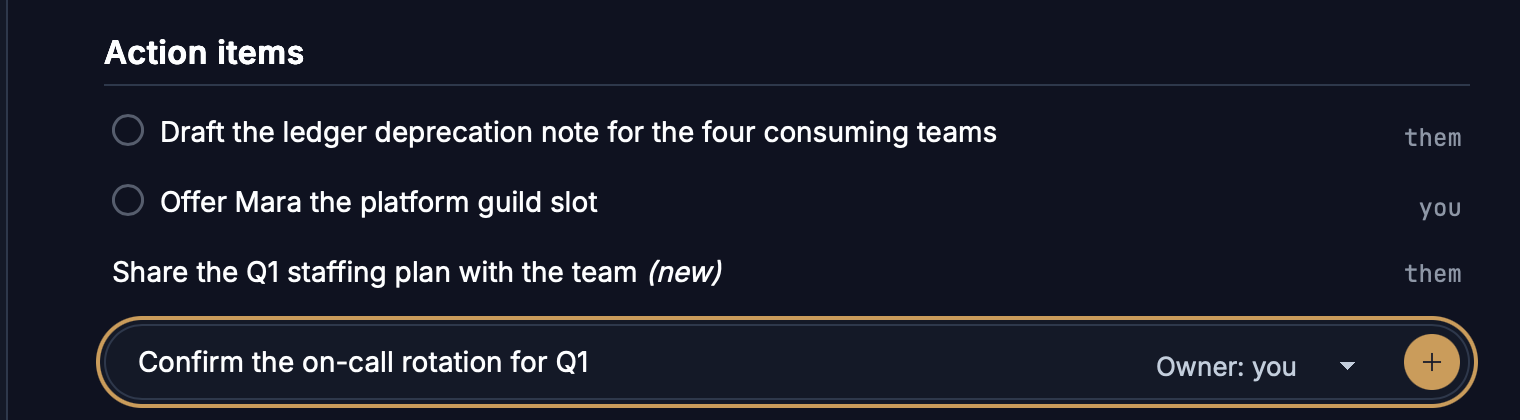 Action items
Draft the ledger deprecation note for the four consuming teams them
Offer Mara the platform guild slot you
Share the Q1 staffing plan with the team (new) them
Confirm the on-call rotation for Q1 Owner: you +